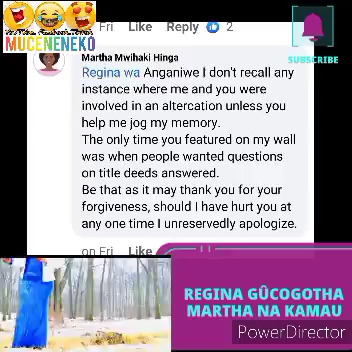 Fri Like Reply 2
MUCENENEKO
SUBSCRIBE
Martha Mwihaki Hinga
Regina wa Anganiwe I don't recall any
instance where me and you were
involved in an altercation unless you
help me jog my memory.
The only time you featured on my wall
was when people wanted questions
on title deeds answered.
Be that as it may thank you for your
forgiveness, should I have hurt you at
any one time I unreservedly apologize.
on Fri Like
REGINA GŨCOGOTHA
MARTHA NA KAMAU
PowerDirector